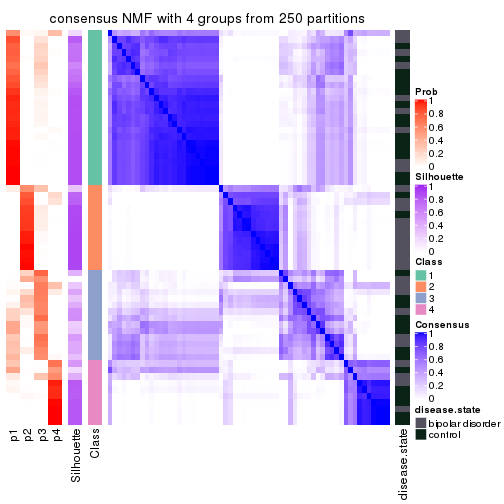 consensus NMF with 4 groups from 250 partitions
Prob
1
0.8
0.6
0.4
0.2
0
Silhouette
1
0.8
0.6
0.4
0.2
0
Class
1
2
3
4
Consensus
1
0.8
0.6
0.4
0.2
0
disease.state
bipolar disorder
control
p1
p2
p3
p4
Silhouette
Class
disease.state